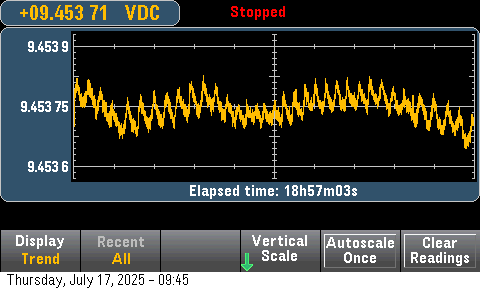 +09.453 71 VDC
Stopped
9.453 9
9.453 75
9.453 6
Elapsed time: 18h57m03s
Display
Trend
Recent
All
Vertical
Scale
Autoscale
Once
Clear
Readings
Thursday, July 17, 2025 - 09:45